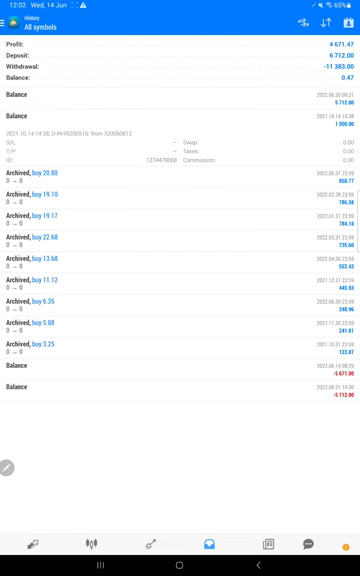 12:02 Wed, 14 Jun
65%
History
All symbols
Profit: 4 671.47
Deposit: 6 712.00
Withdrawal: -11 383.00
Balance: 0.47
Balance 2022.06.20 09:31
5 712.00
Balance 2021.10.14 14:38
1 000.00
2021.10.14 14:38, D-IN-95330516: from 320060812
S/L: – Swap 0.00
T/P: – Taxes: 0.00
ID: 1274478068 Commission: 0.00
Archived, buy 20.80 2022.05.31 23:59
0 → 0 858.77
Archived, buy 19.10 2022.02.28 23:59
0 → 0 786.58
Archived, buy 19.17 2022.01.31 23:59
0 → 0 784.18
Archived, buy 22.68 2022.03.31 23:59
0 → 0 735.60
Archived, buy 13.68 2022.04.30 23:59
0 → 0 552.43
Archived, buy 11.12 2021.12.31 23:59
0 → 0 445.93
Archived, buy 6.35 2022.06.30 23:59
0 → 0 248.96
Archived, buy 5.88 2021.11.30 23:59
0 → 0 241.81
Archived, buy 3.25 2021.10.31 23:59
0 → 0 123.87
Balance 2022.06.14 08:29
-5 671.00
Balance 2022.06.21 19:30
-5 712.00